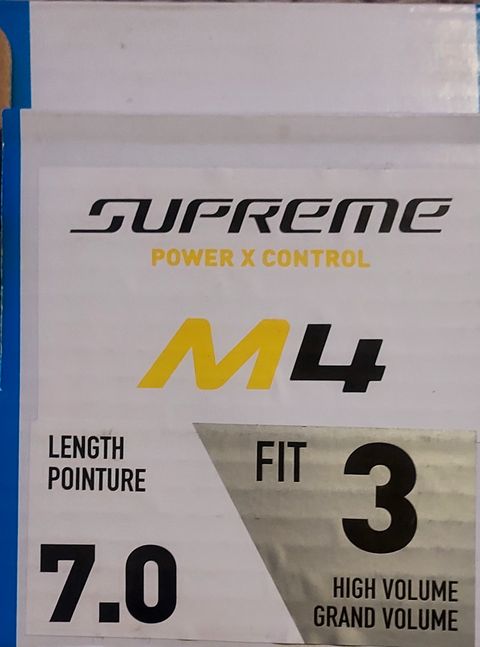 SUPREME
POWER X CONTROL
M4
LENGTH
POINTURE
7.0
FIT 3
HIGH VOLUME
GRAND VOLUME